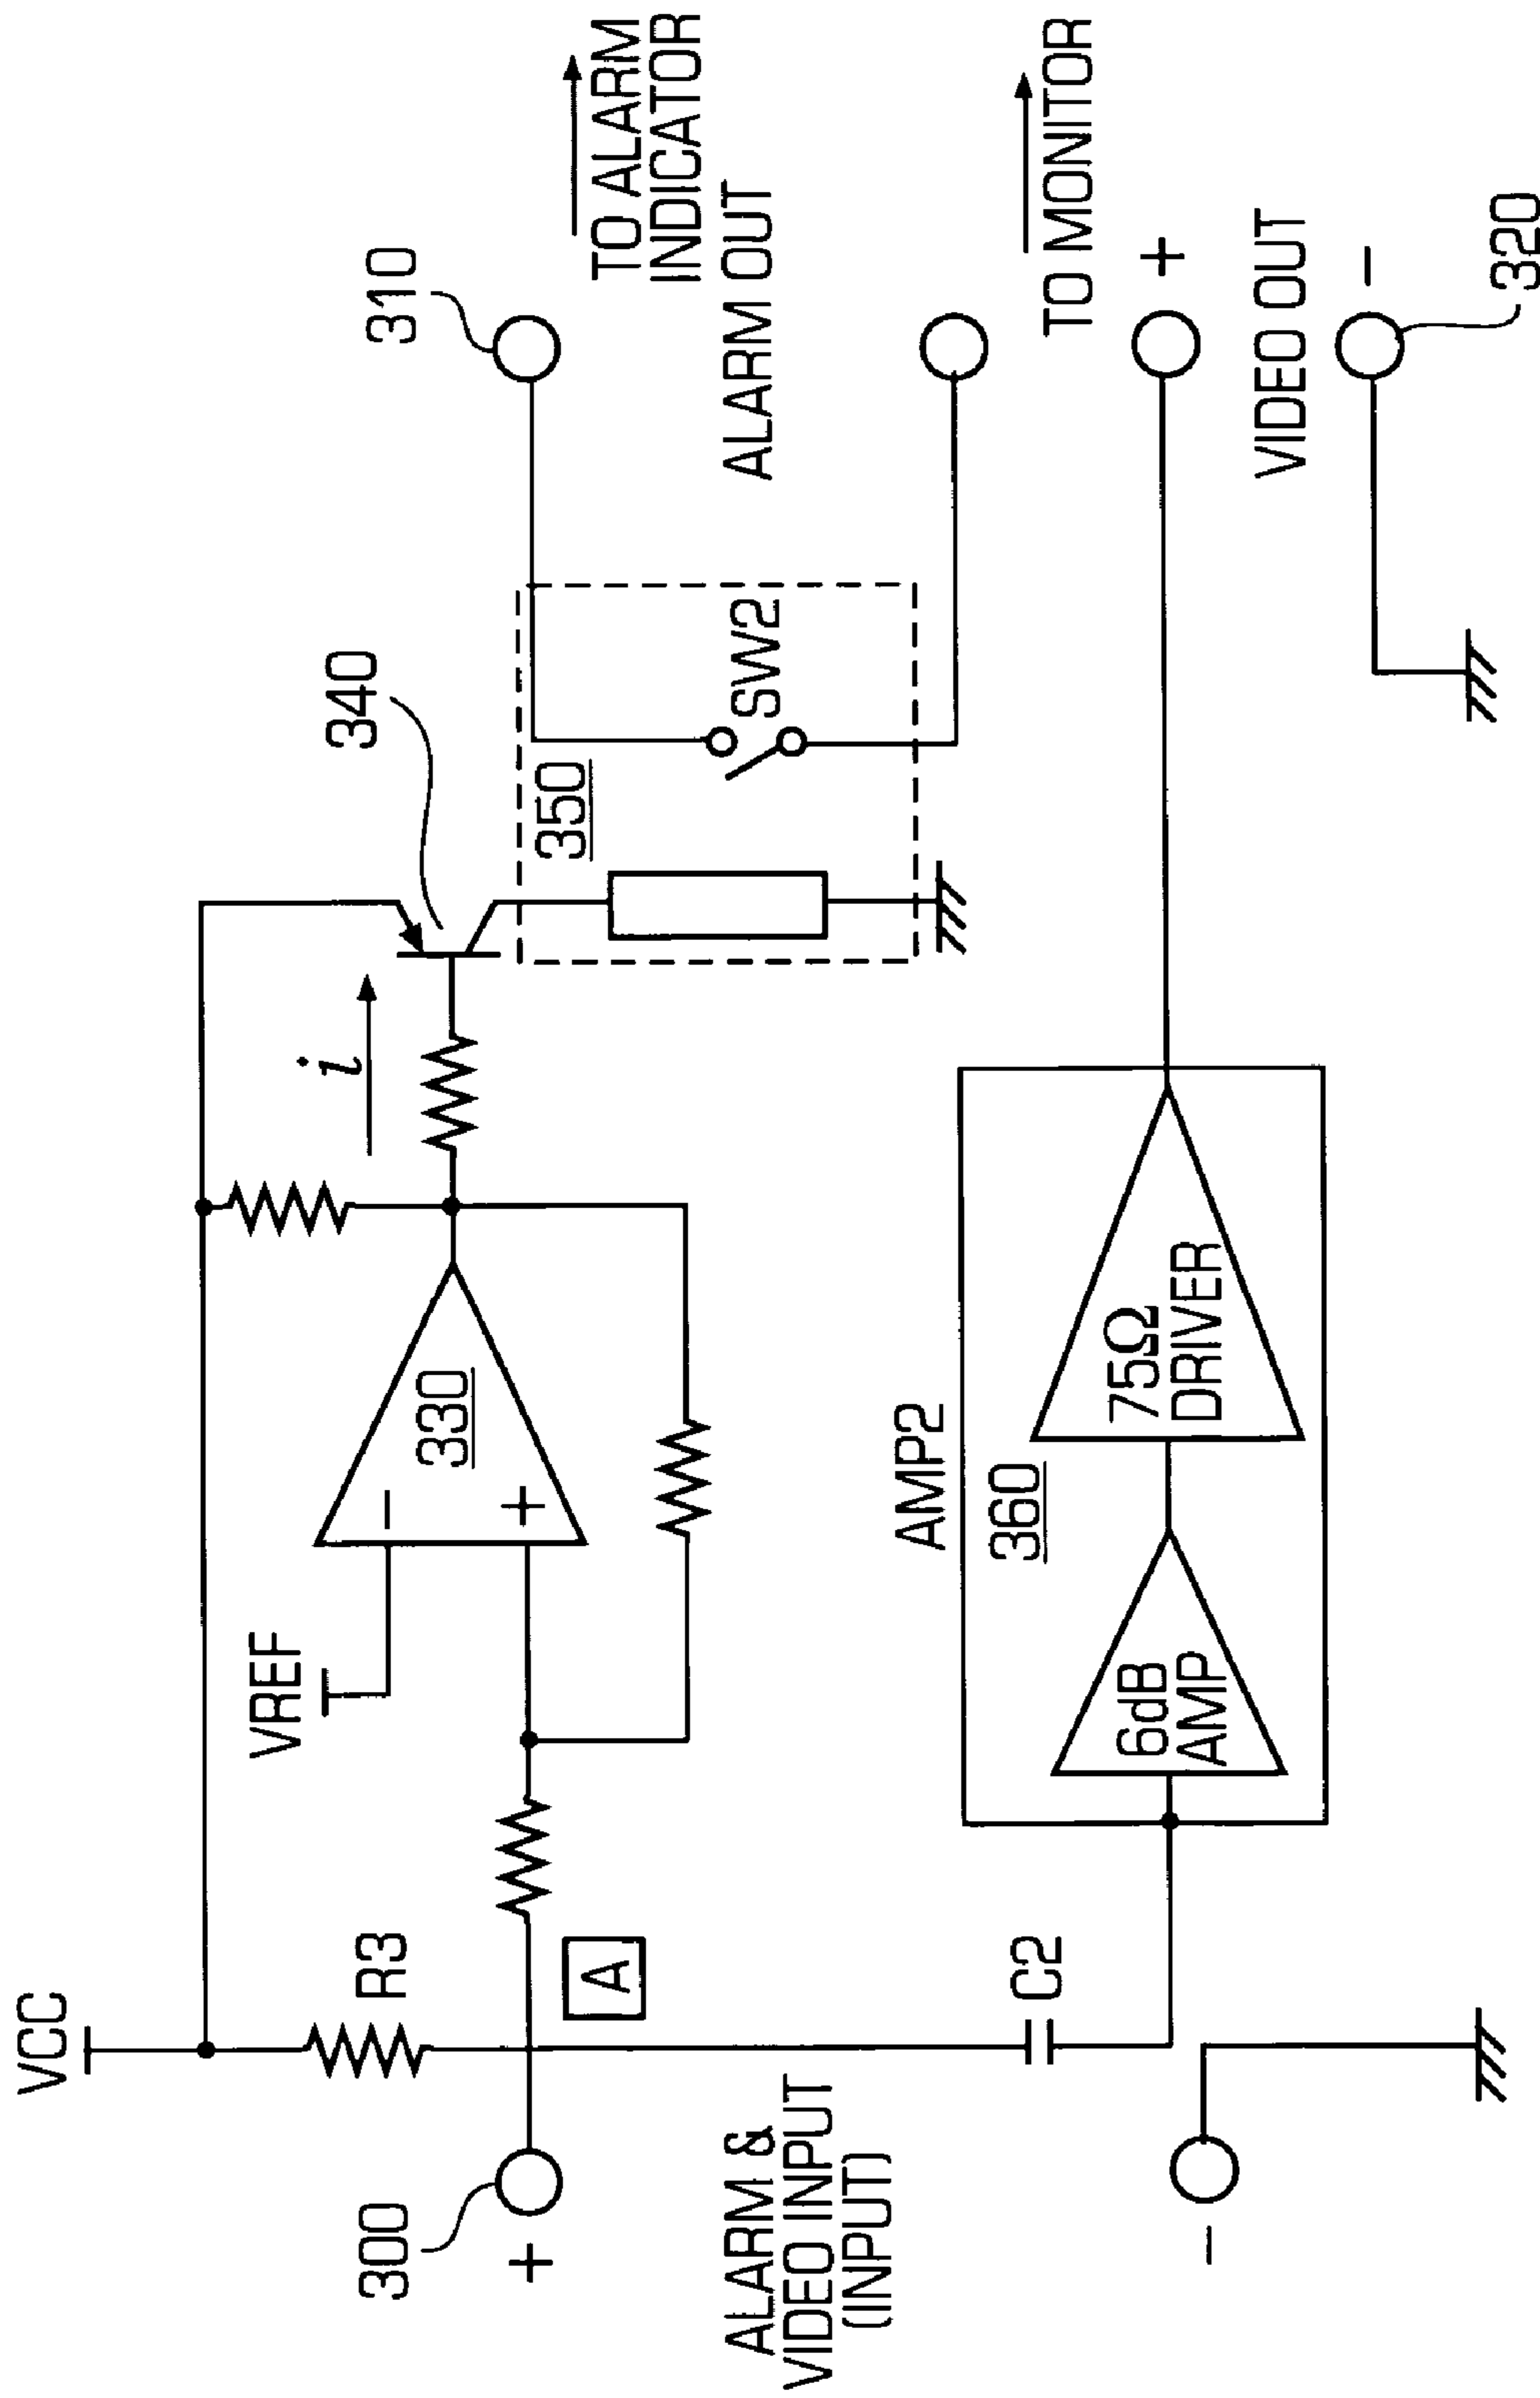 VCC
R3
300
+
A
ALARM &
VIDEO INPUT
(INPUT)
−
C2
VREF
−
+
330
i
340
350
SW2
310
TO ALARM
INDICATOR
ALARM OUT
AMP2
360
6dB
AMP
75Ω
DRIVER
TO MONITOR
+
VIDEO OUT
−
320